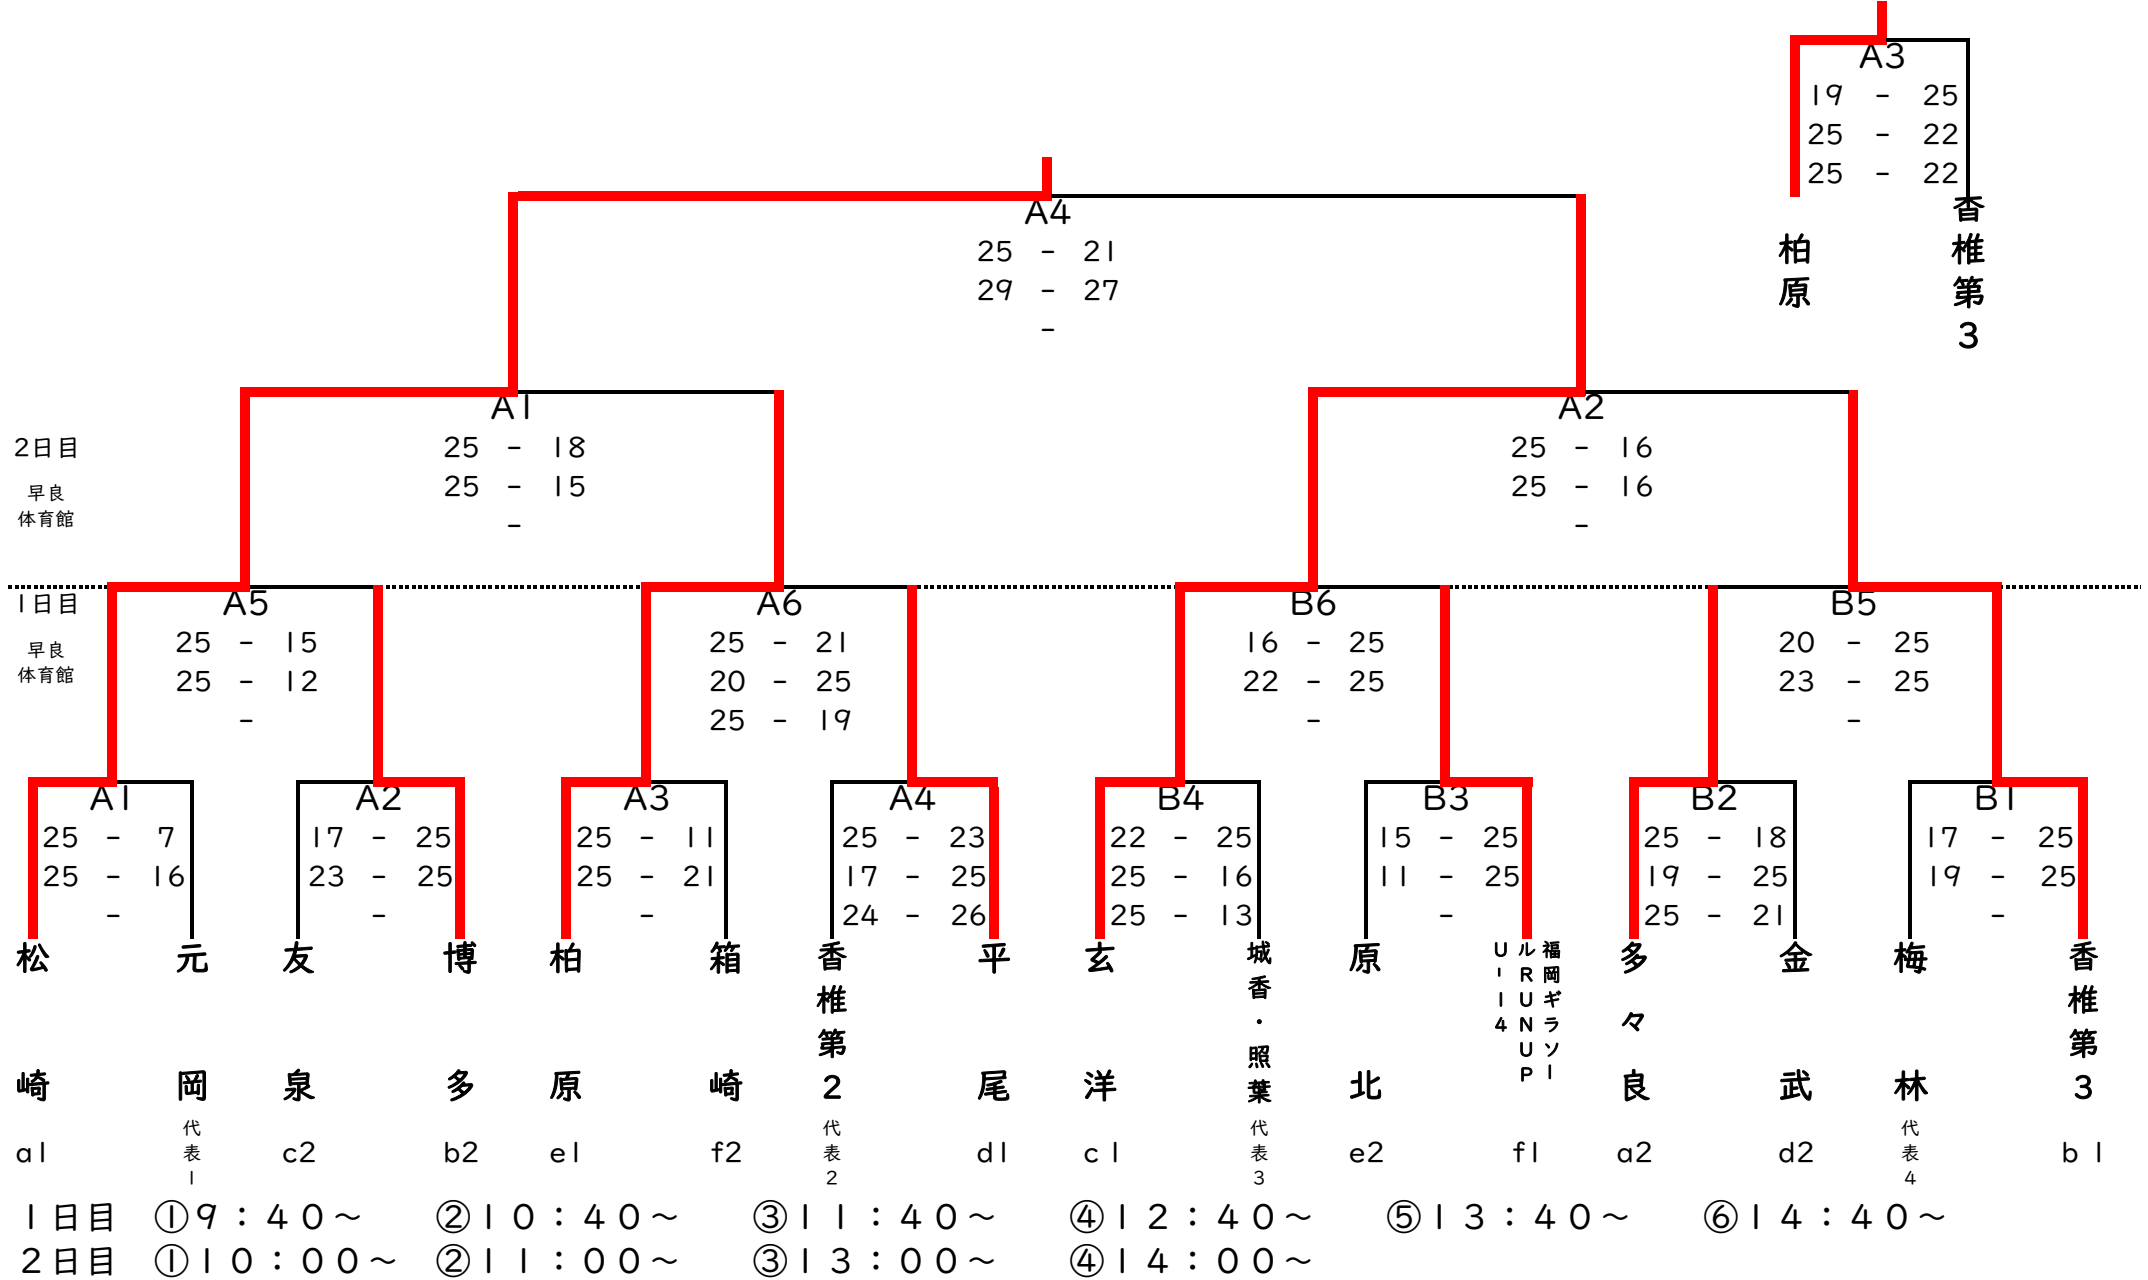 A3
19 - 25
25 - 22
25 - 22
柏原
香椎第3
A4
25 - 21
29 - 27
-
2日目
早良
体育館
A1
25 - 18
25 - 15
-
A2
25 - 16
25 - 16
-
1日目
早良
体育館
A5
25 - 15
25 - 12
-
A6
25 - 21
20 - 25
25 - 19
B6
16 - 25
22 - 25
-
B5
20 - 25
23 - 25
-
A1
25 - 7
25 - 16
-
A2
17 - 25
23 - 25
-
A3
25 - 11
25 - 21
-
A4
25 - 23
17 - 25
24 - 26
B4
22 - 25
25 - 16
25 - 13
B3
15 - 25
11 - 25
-
B2
25 - 18
19 - 25
25 - 21
B1
17 - 25
19 - 25
-
松崎
a1
元岡
代表1
友泉
c2
博多
b2
柏原
e1
箱崎
f2
香椎第2
代表2
平尾
d1
玄洋
c1
城香・照葉
代表3
原北
e2
福岡ギラソー
ルRUNUP
U-14
f1
多々良
a2
金武
d2
梅林
代表4
香椎第3
b1
1日目 ①9:40~ ②10:40~ ③11:40~ ④12:40~ ⑤13:40~ ⑥14:40~
2日目 ①10:00~ ②11:00~ ③13:00~ ④14:00~